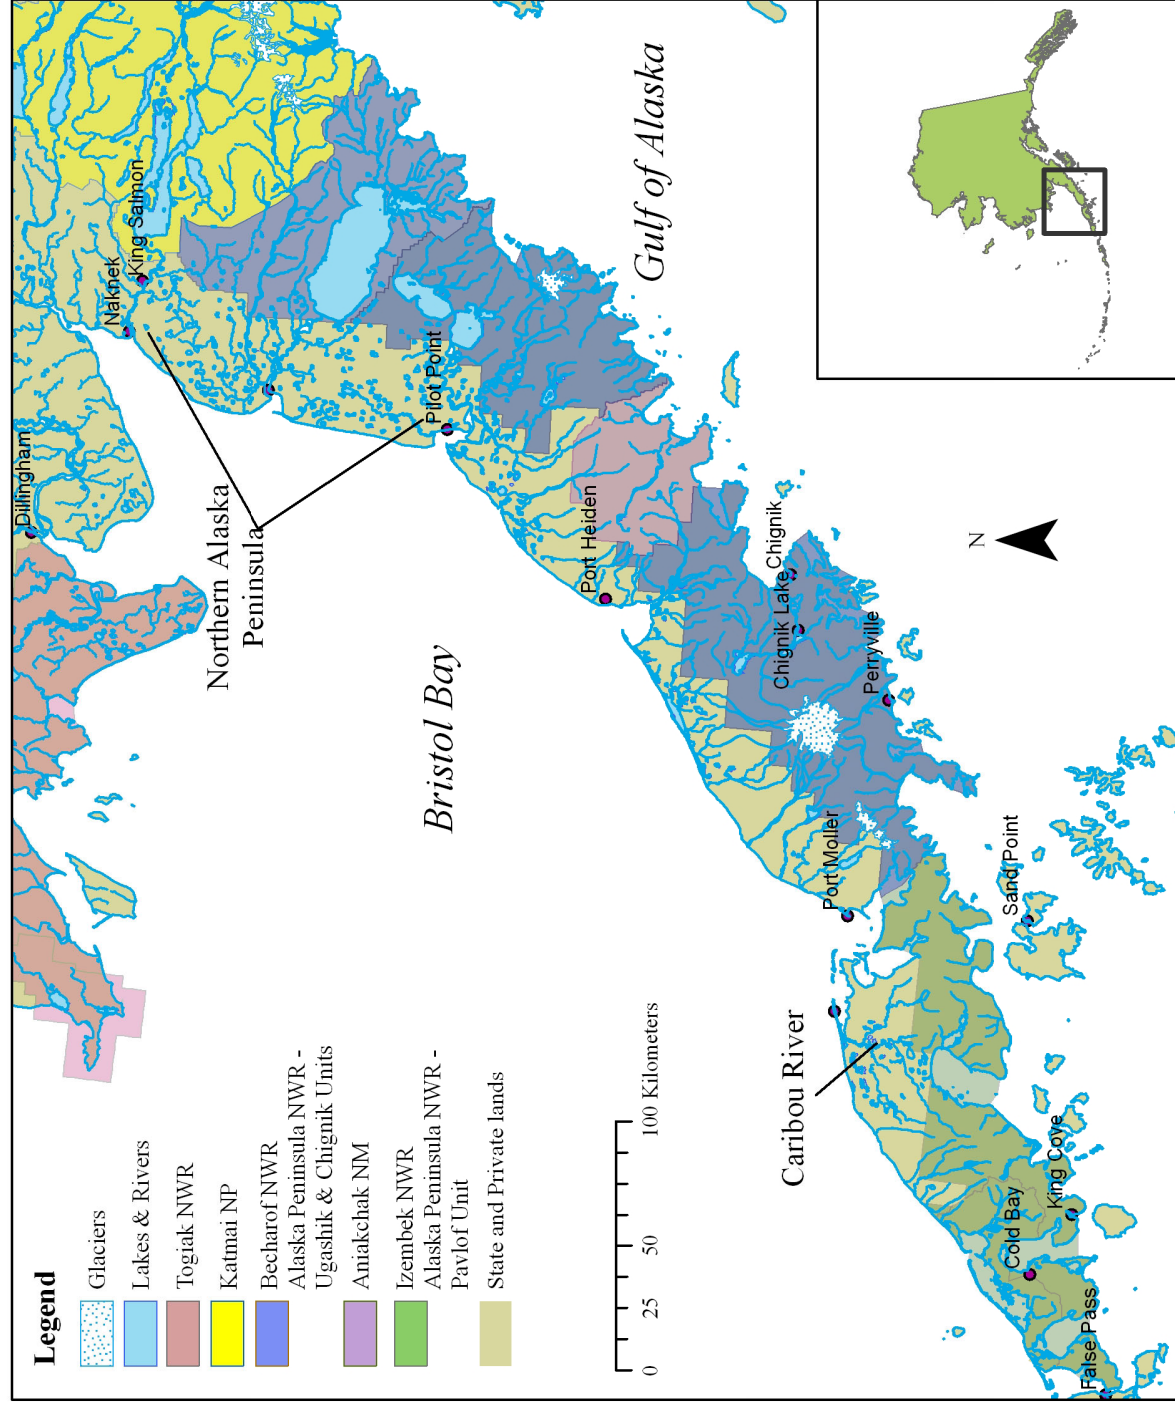 Legend
Glaciers
Lakes & Rivers
Togiak NWR
Katmai NP
Becharof NWR
Alaska Peninsula NWR -
Ugashik & Chignik Units
Aniakchak NM
Izembek NWR
Alaska Peninsula NWR -
Pavlof Unit
State and Private lands
0
25
50
100 Kilometers
Dillingham
Naknek
King Salmon
Northern Alaska
Peninsula
Pilot Point
Gulf of Alaska
Bristol Bay
Port Heiden
Chignik
Chignik Lake
Perryville
Port Moller
Sand Point
Caribou River
King Cove
Cold Bay
False Pass
N